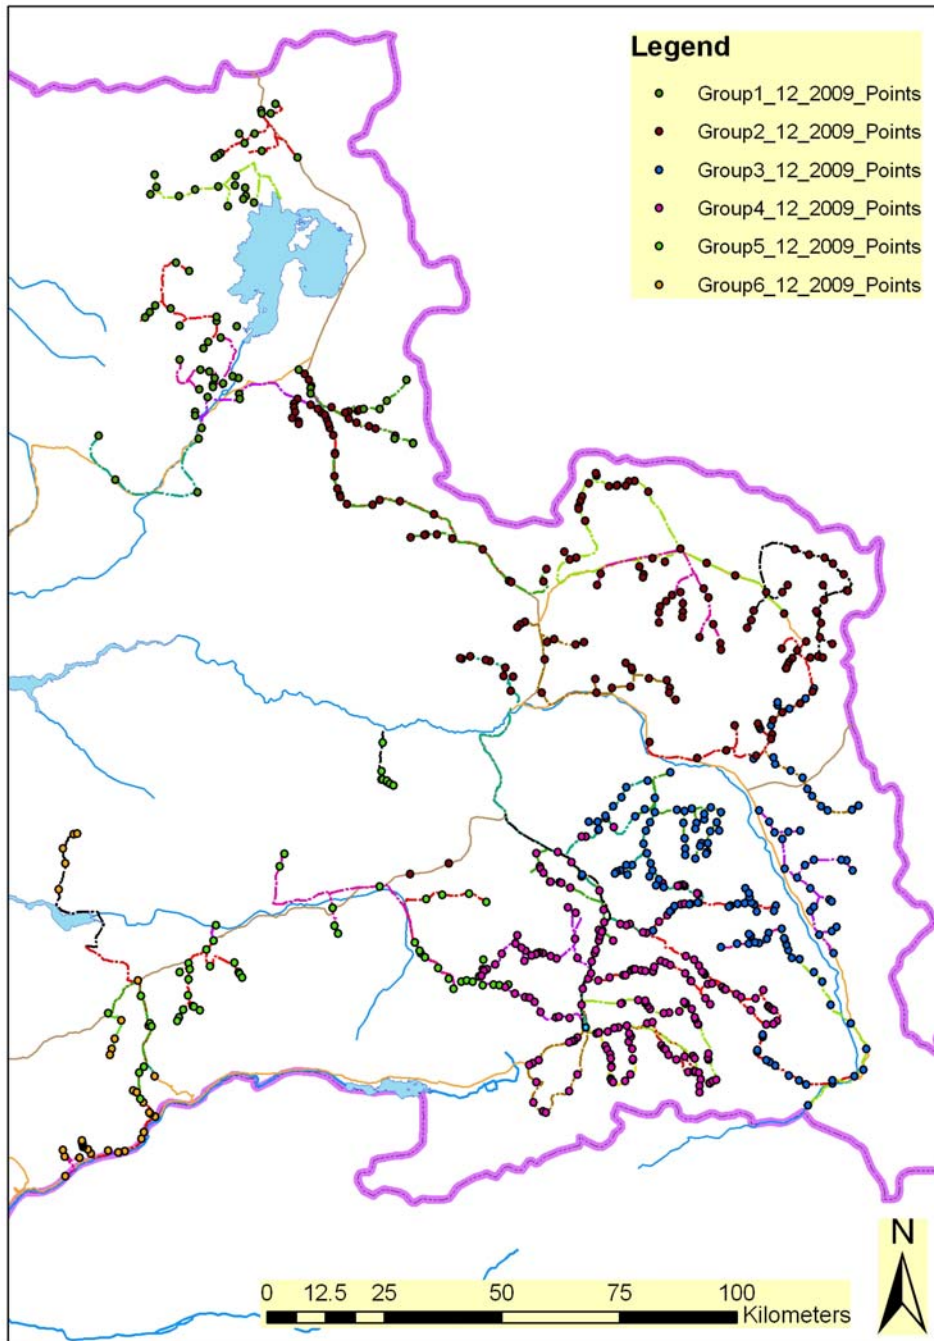 Legend
Group1_12_2009_Points
Group2_12_2009_Points
Group3_12_2009_Points
Group4_12_2009_Points
Group5_12_2009_Points
Group6_12_2009_Points
N
0 12.5 25 50 75 100
Kilometers